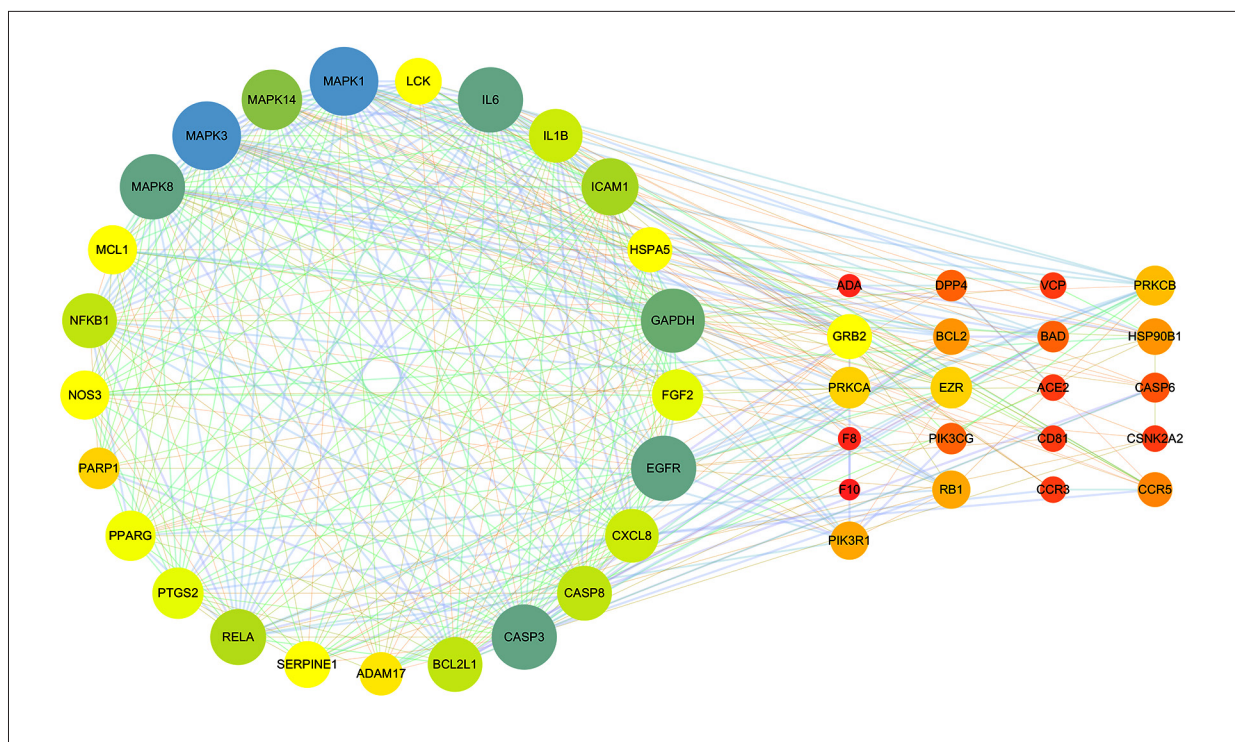 MAPK1
LCK
MAPK14
IL6
MAPK3
IL1B
MAPK8
ICAM1
MCL1
HSPA5
ADA
DPP4
VCP
PRKCB
NFKB1
GAPDH
GRB2
BCL2
BAD
HSP90B1
NOS3
FGF2
PRKCA
EZR
ACE2
CASP6
PARP1
EGFR
F8
PIK3CG
CD81
CSNK2A2
F10
RB1
CCR3
CCR5
PPARG
CXCL8
PIK3R1
PTGS2
CASP8
RELA
CASP3
SERPINE1
ADAM17
BCL2L1